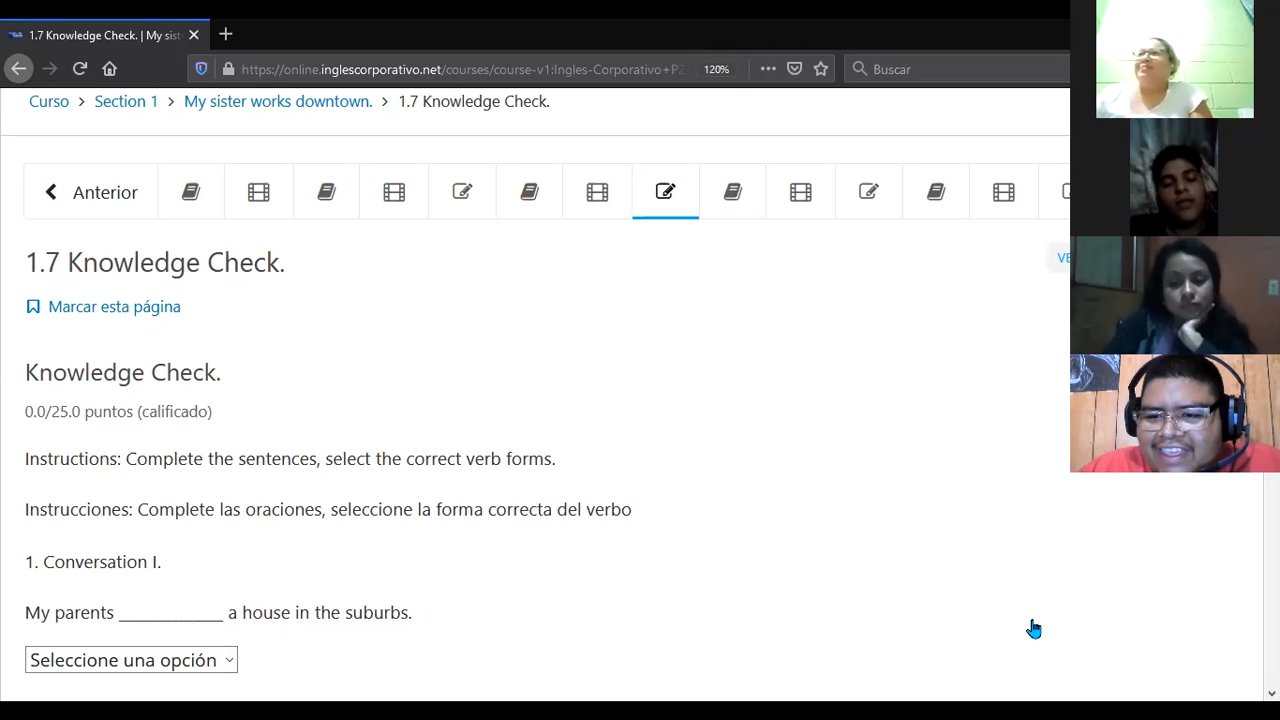 1.7 Knowledge Check. | My sist
https://online.inglescorporativo.net/courses/course-v1:Ingles-Corporativo+P2
120%
Buscar
Curso > Section 1 > My sister works downtown. > 1.7 Knowledge Check.
Anterior
1.7 Knowledge Check.
VE
Marcar esta página
Knowledge Check.
0.0/25.0 puntos (calificado)
Instructions: Complete the sentences, select the correct verb forms.
Instrucciones: Complete las oraciones, seleccione la forma correcta del verbo
1. Conversation I.
My parents _____________ a house in the suburbs.
Seleccione una opción